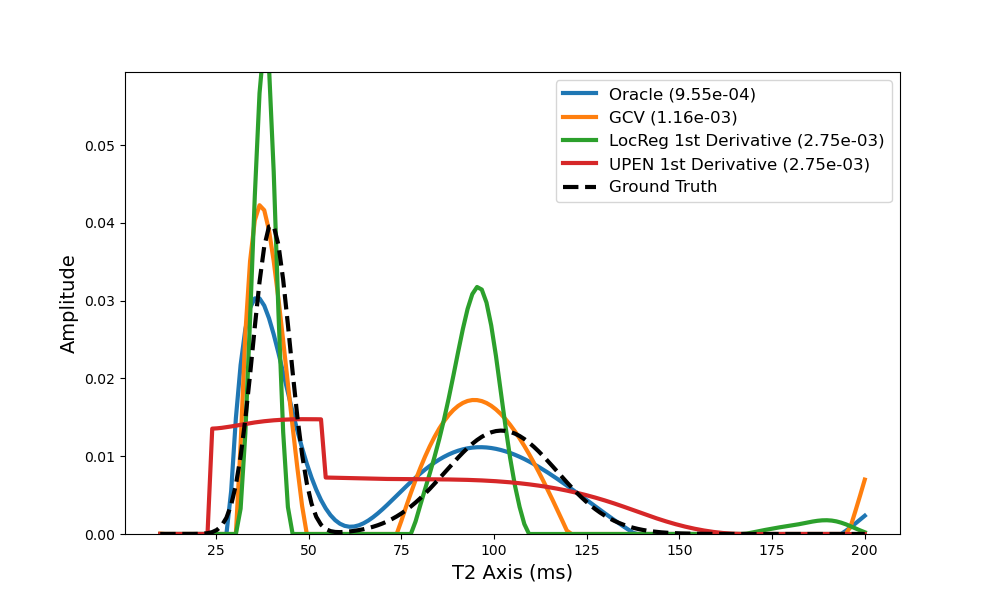 Oracle (9.55e-04)
GCV (1.16e-03)
LocReg 1st Derivative (2.75e-03)
UPEN 1st Derivative (2.75e-03)
Ground Truth
Amplitude
0.05
0.04
0.03
0.02
0.01
0.00
25 50 75 100 125 150 175 200
T2 Axis (ms)